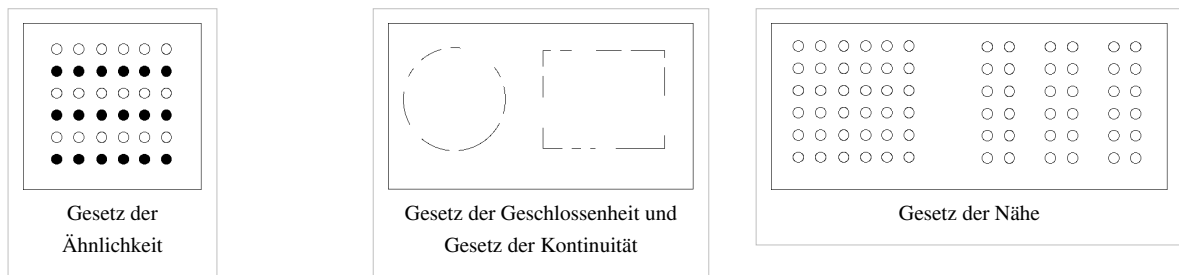 Gesetz der
Ähnlichkeit
Gesetz der Geschlossenheit und
Gesetz der Kontinuität
Gesetz der Nähe